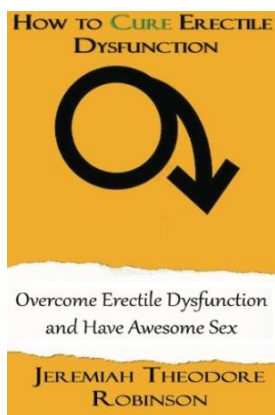 How to Cure Erectile
Dysfunction
Overcome Erectile Dysfunction
and Have Awesome Sex
Jeremiah Theodore
Robinson